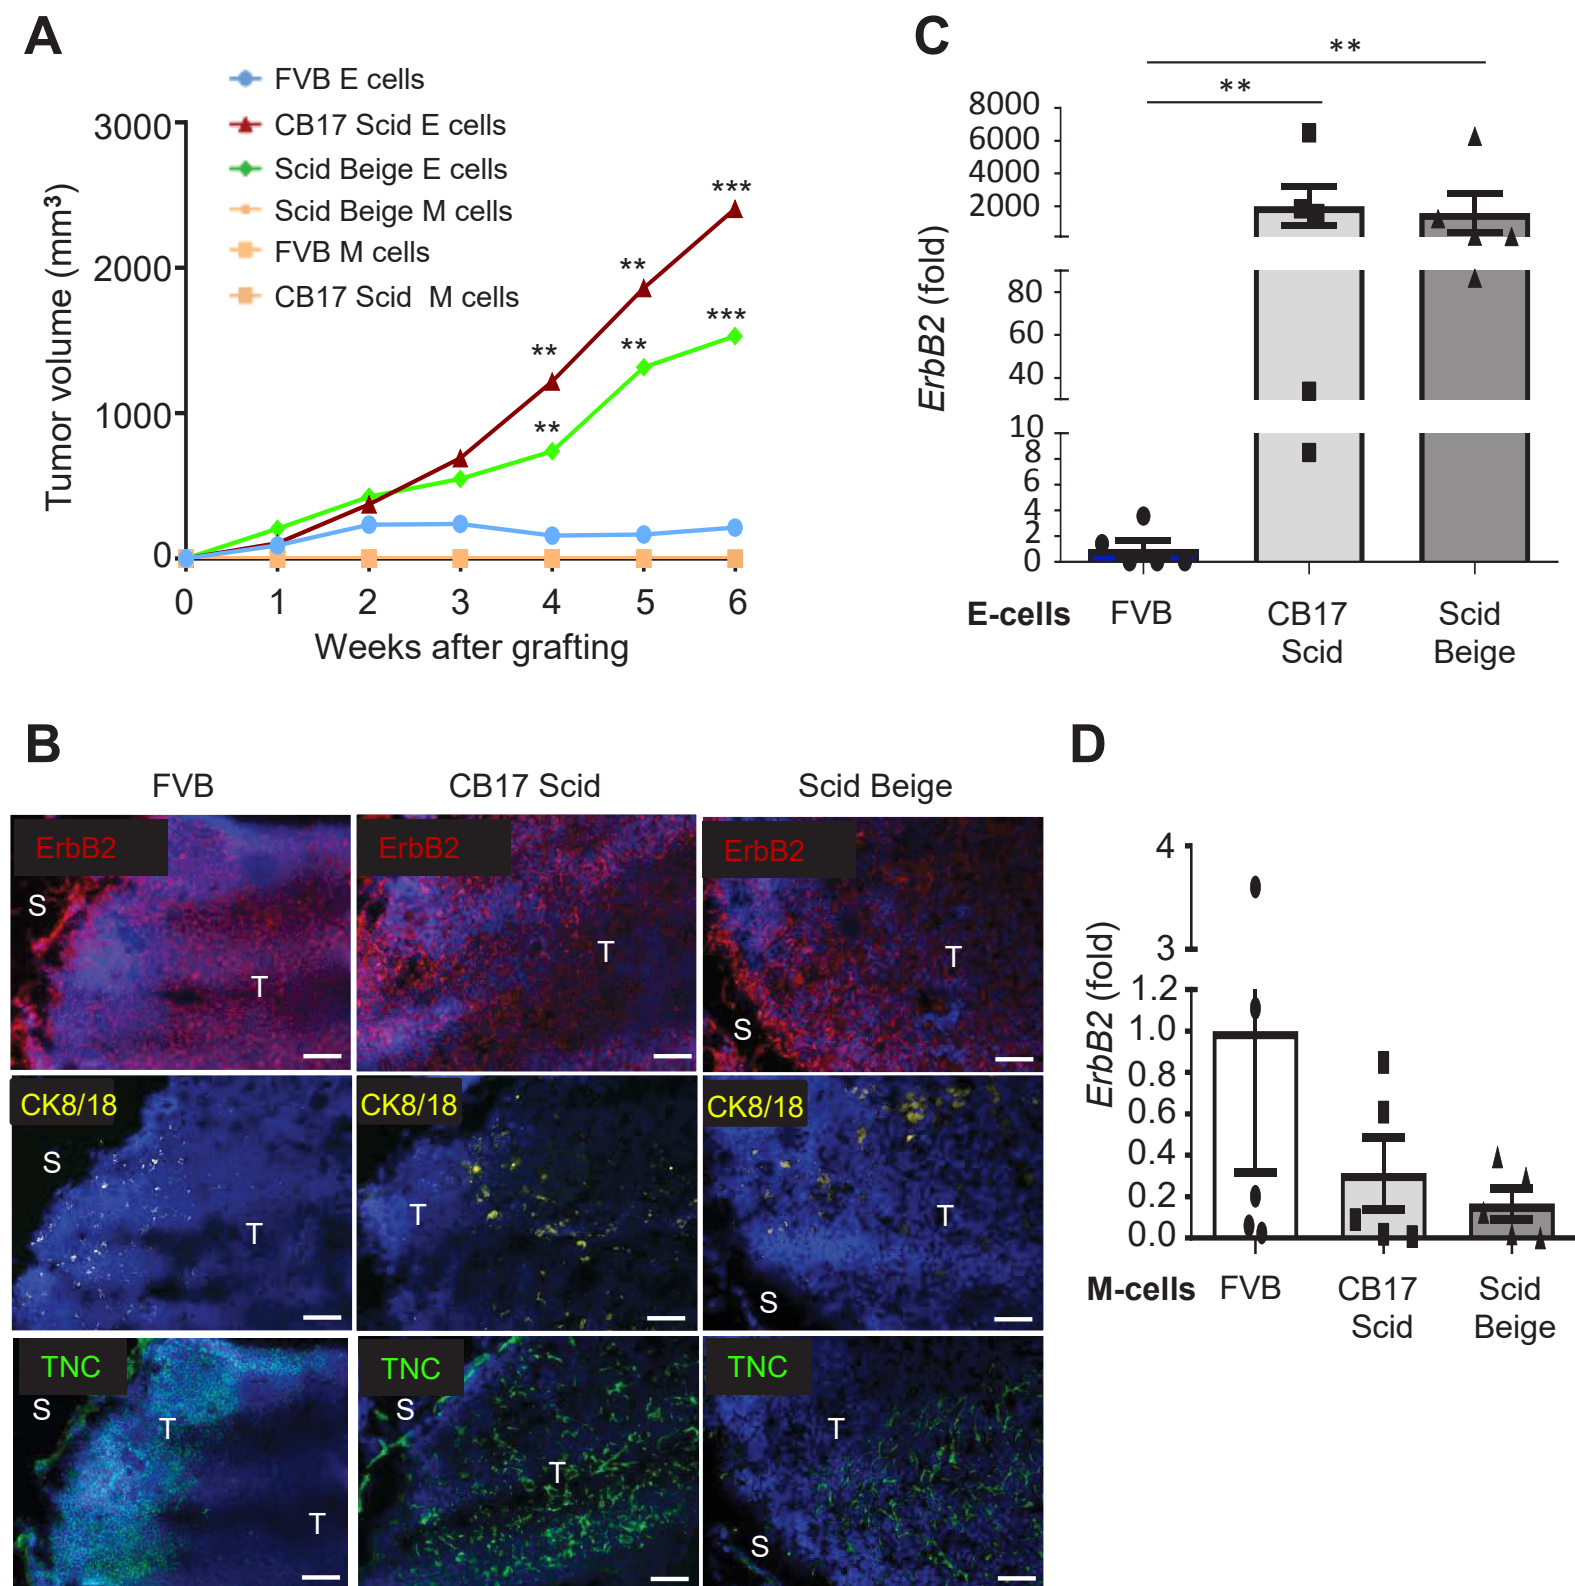 A
FVB E cells
CB17 Scid E cells
Scid Beige E cells
Scid Beige M cells
FVB M cells
CB17 Scid M cells
Tumor volume (mm³)
3000
2000
1000
0
**
**
***
**
**
***
0 1 2 3 4 5 6
Weeks after grafting
C
**
**
ErbB2 (fold)
8000
6000
4000
2000
80
60
40
10
8
6
4
2
0
E-cells FVB CB17 Scid Beige
Scid
B
FVB CB17 Scid Scid Beige
ErbB2 ErbB2 ErbB2
S T T S T
CK8/18 CK8/18 CK8/18
S T T T S
TNC TNC TNC
S T T S T T S
D
ErbB2 (fold)
4
3
1.2
1.0
0.8
0.6
0.4
0.2
0.0
M-cells FVB CB17 Scid
Scid Beige